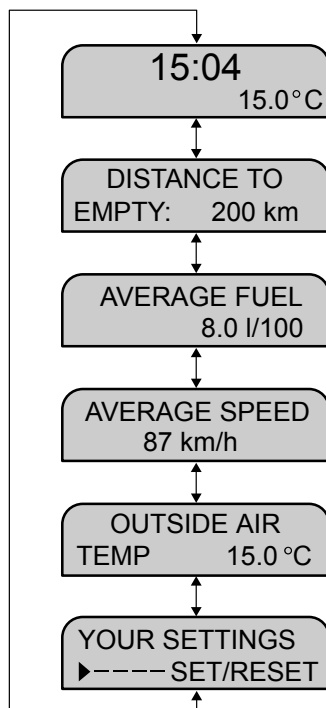 15:04
15.0°C
DISTANCE TO
EMPTY: 200 km
AVERAGE FUEL
8.0 l/100
AVERAGE SPEED
87 km/h
OUTSIDE AIR
TEMP 15.0 °C
YOUR SETTINGS
►---- SET/RESET